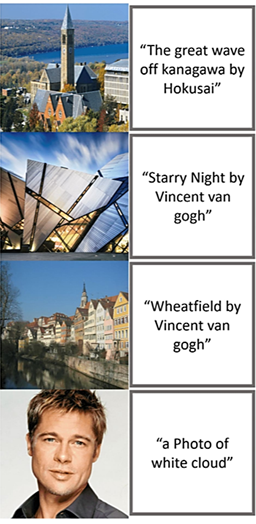 “The great wave
off kanagawa by
Hokusai”
“Starry Night by
Vincent van
gogh”
“Wheatfield by
Vincent van
gogh”
“a Photo of
white cloud”